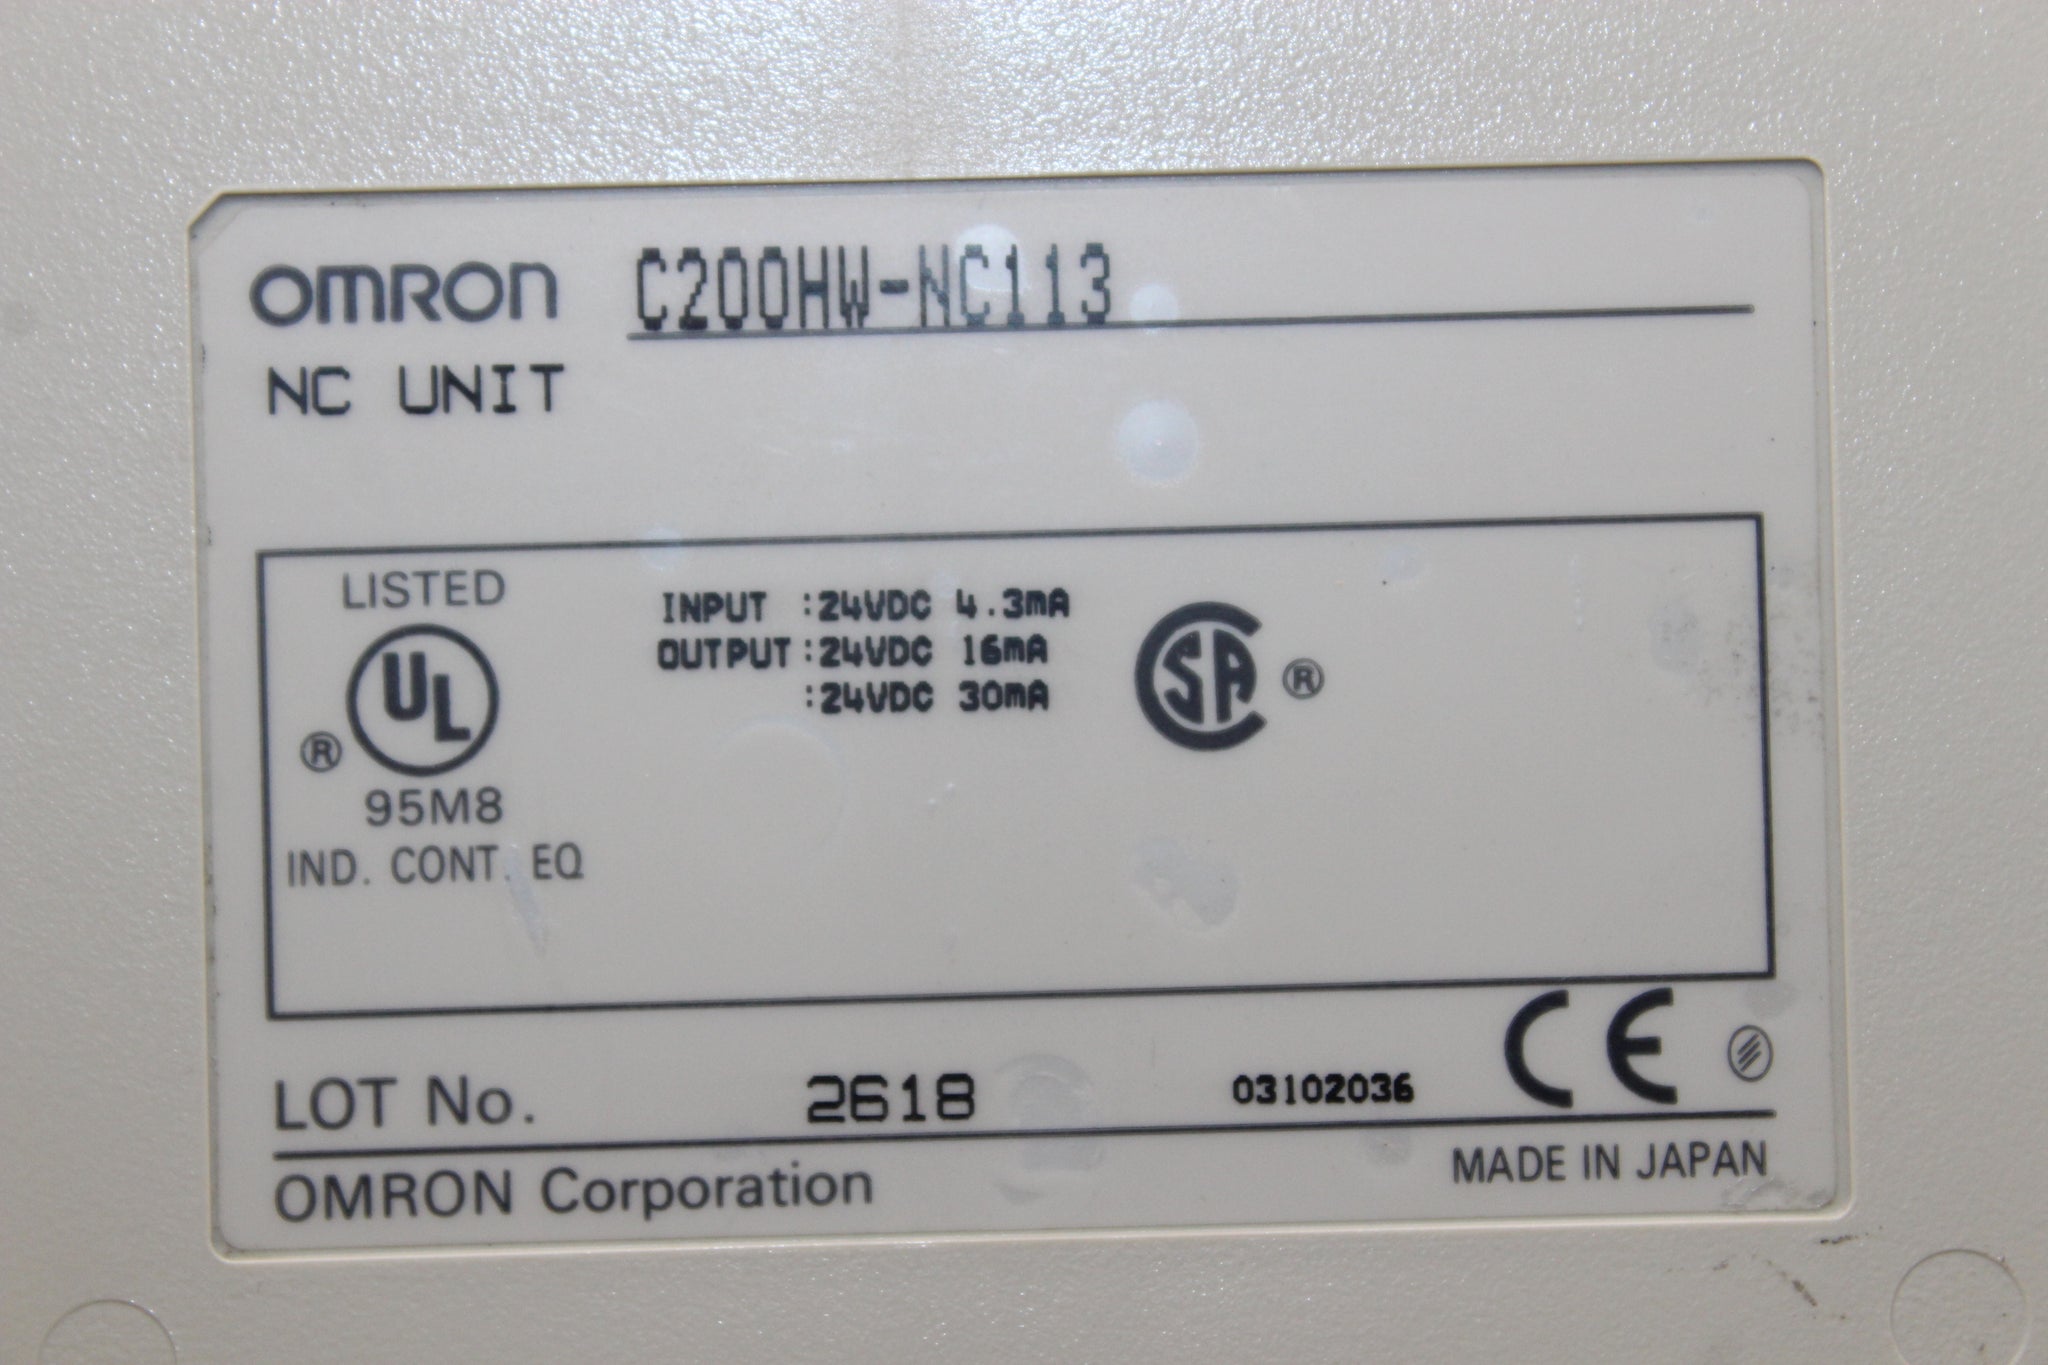 OMRON C200HW-NC113
NC UNIT
LISTED
UL
®
95M8
IND. CONT. EQ
INPUT :24VDC 4.3mA
OUTPUT :24VDC 16mA
:24VDC 30mA
SA ®
LOT No. 2618 03102036 CE
OMRON Corporation MADE IN JAPAN